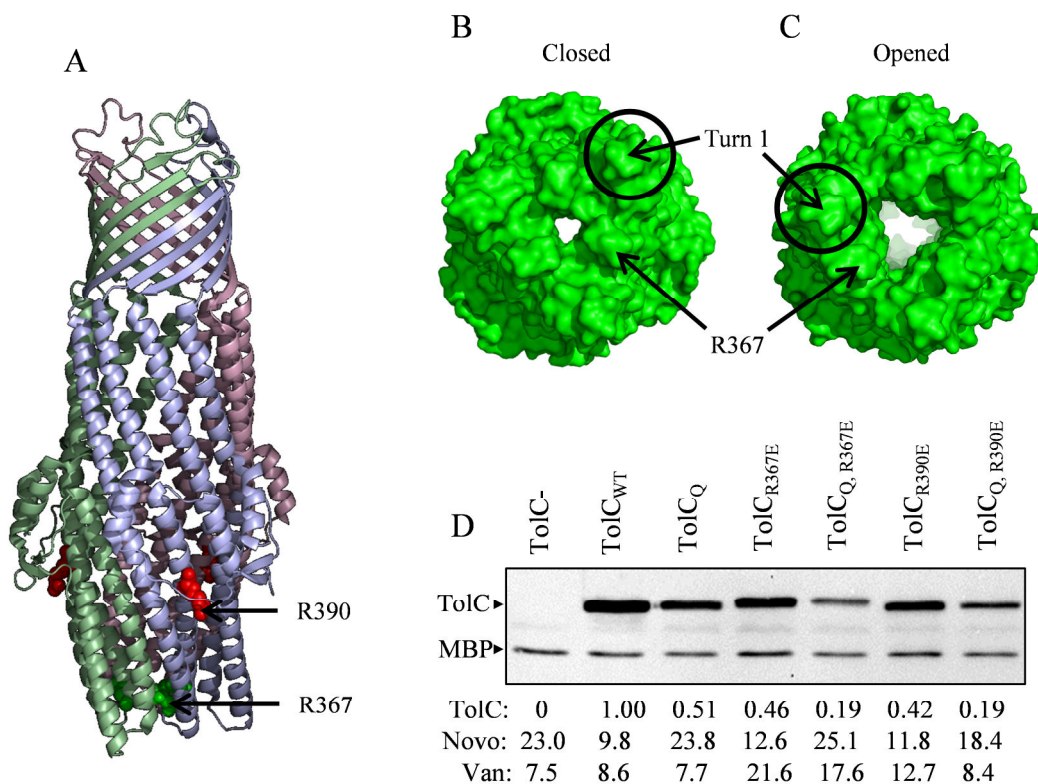 A
B
Closed
C
Opened
Turn 1
R367
R390
R367
D
TolC-
TolCWT
TolCQ
TolCR367E
TolCQ, R367E
TolCR390E
TolCQ, R390E
TolC
MBP
TolC: 0 1.00 0.51 0.46 0.19 0.42 0.19
Novo: 23.0 9.8 23.8 12.6 25.1 11.8 18.4
Van: 7.5 8.6 7.7 21.6 17.6 12.7 8.4